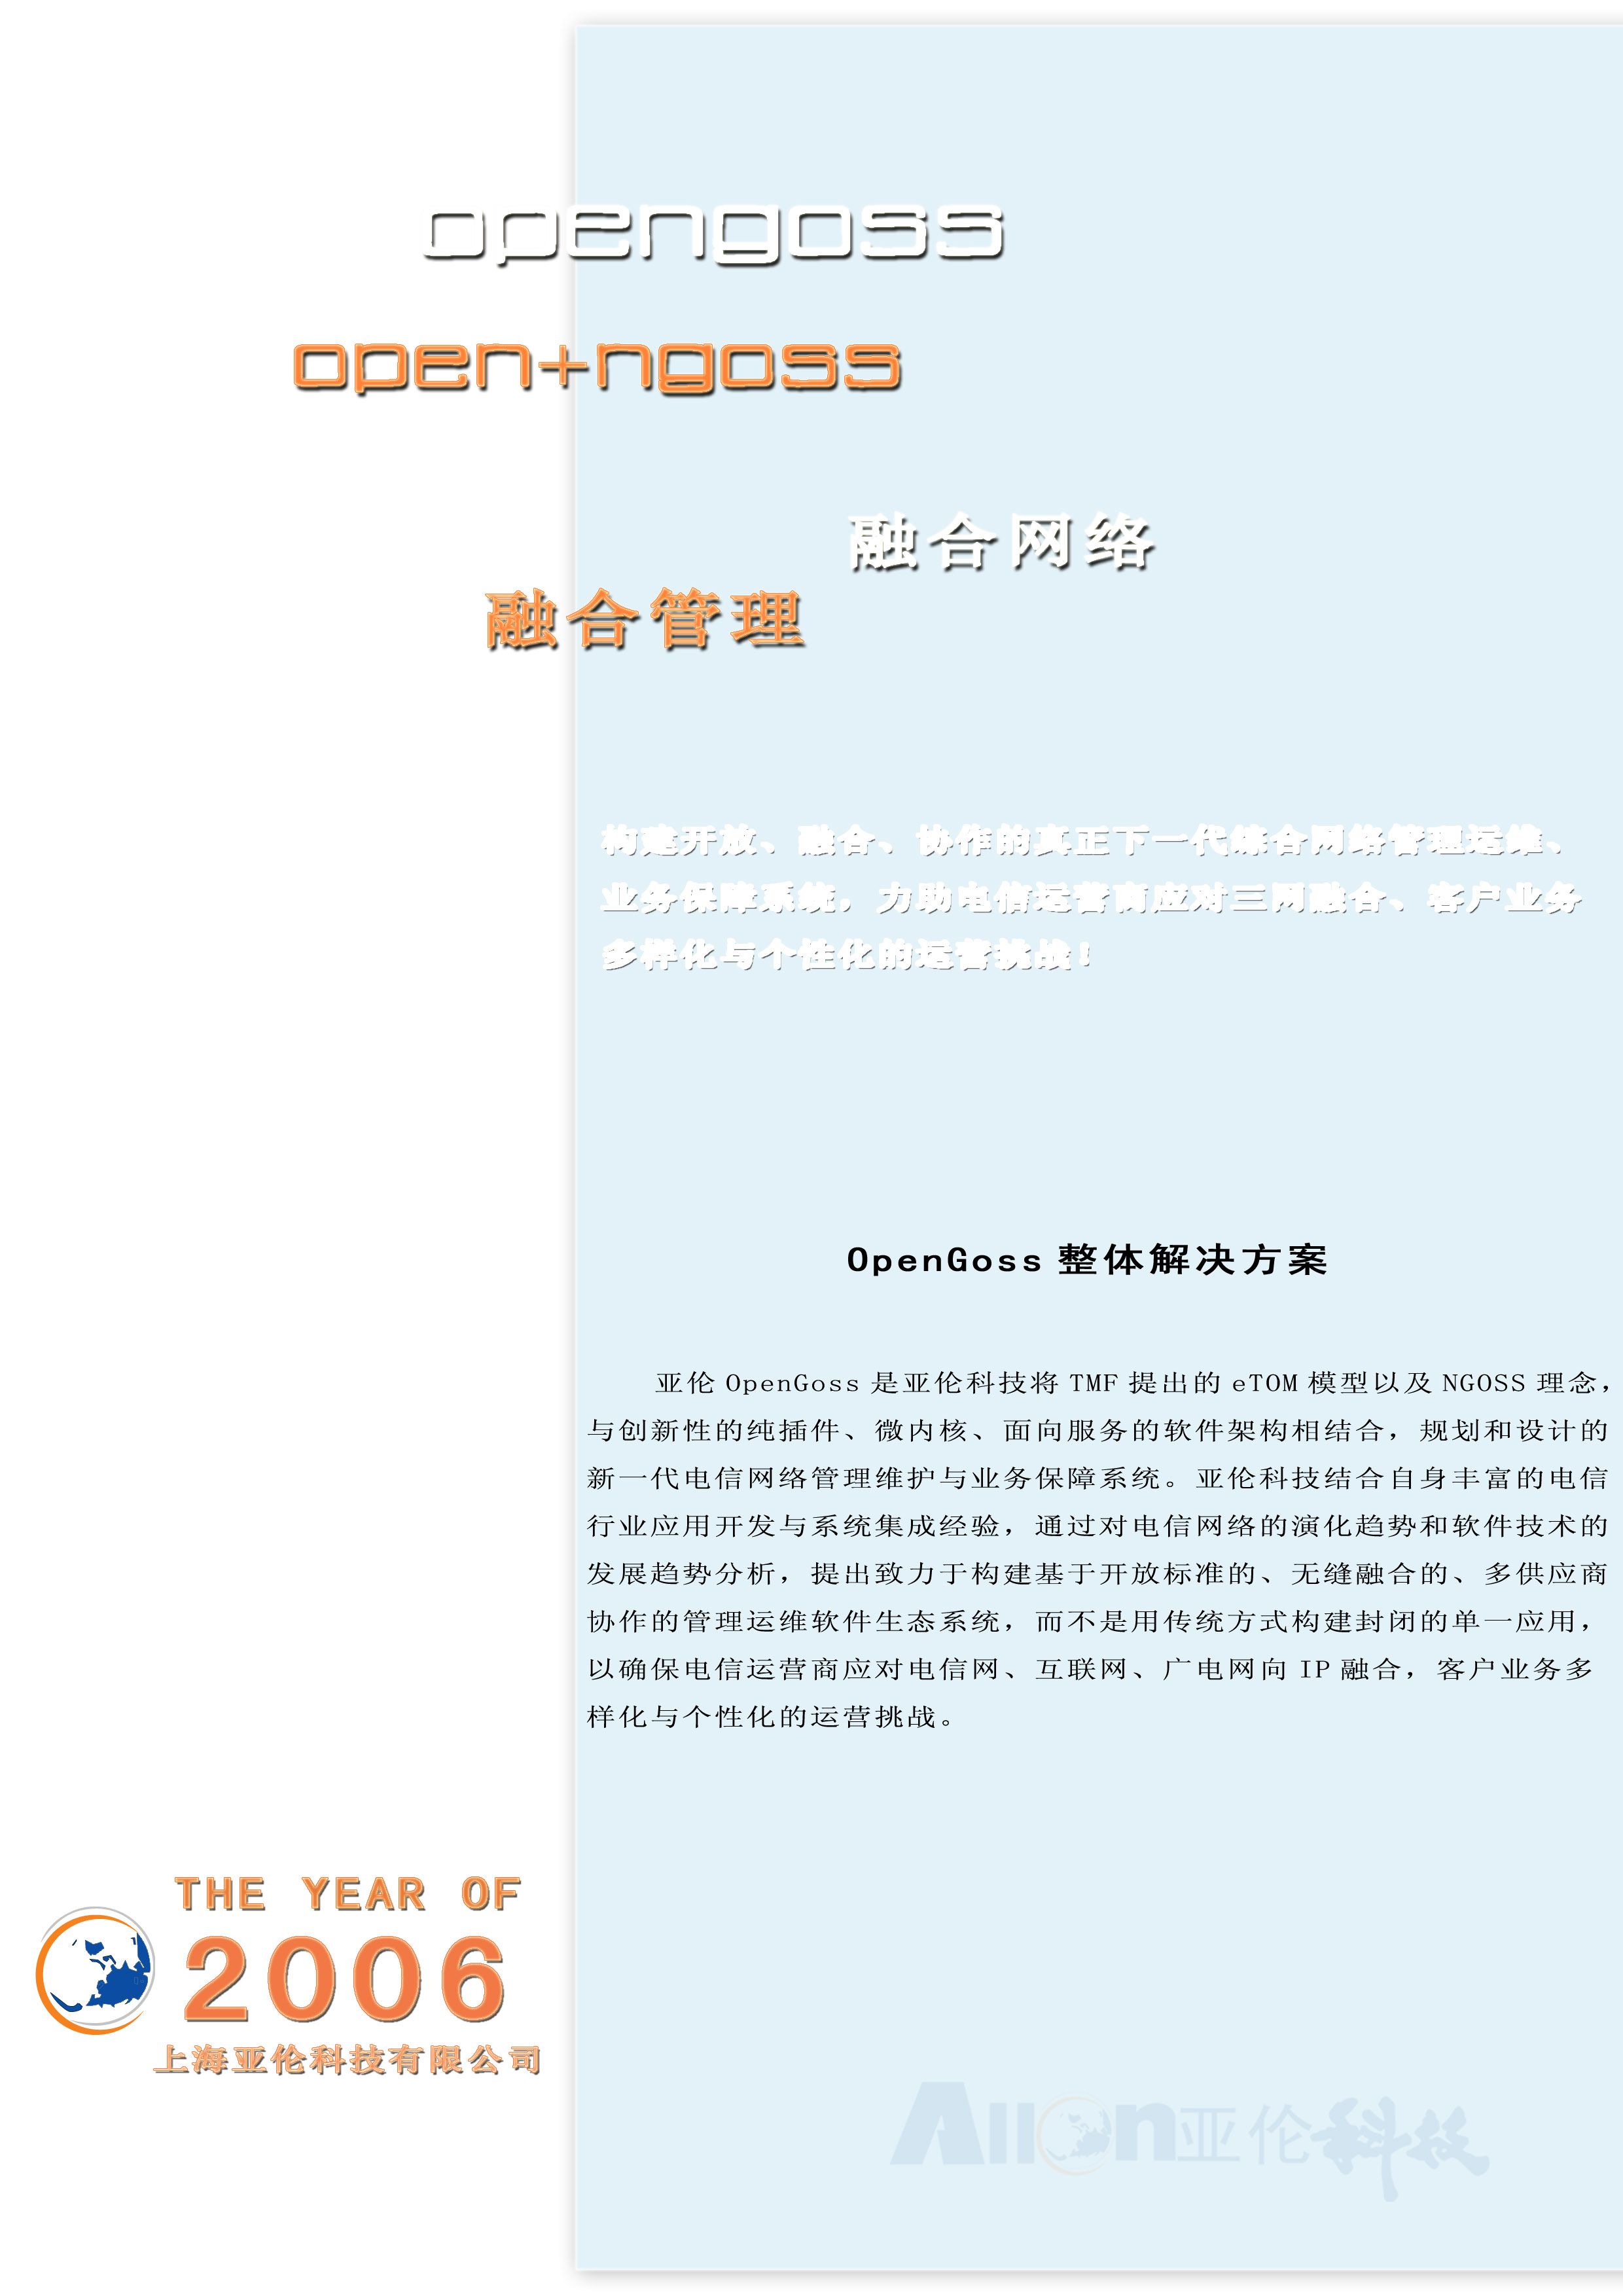 opengoss
open+ngoss
融合网络
融合管理
构建开放、融合、协作的真正下一代综合网络管理运维、
业务保障系统，力助电信运营商应对三网融合、客户业务
多样化与个性化的运营挑战！
OpenGoss 整体解决方案
亚伦 OpenGoss 是亚伦科技将 TMF 提出的 eTOM 模型以及 NGOSS 理念，
与创新性的纯插件、微内核、面向服务的软件架构相结合，规划和设计的
新一代电信网络管理维护与业务保障系统。亚伦科技结合自身丰富的电信
行业应用开发与系统集成经验，通过对电信网络的演化趋势和软件技术的
发展趋势分析，提出致力于构建基于开放标准的、无缝融合的、多供应商
协作的管理运维软件生态系统，而不是用传统方式构建封闭的单一应用，
以确保电信运营商应对电信网、互联网、广电网向 IP 融合，客户业务多
样化与个性化的运营挑战。
THE YEAR OF
2006
上海亚伦科技有限公司
Allon亚伦科技